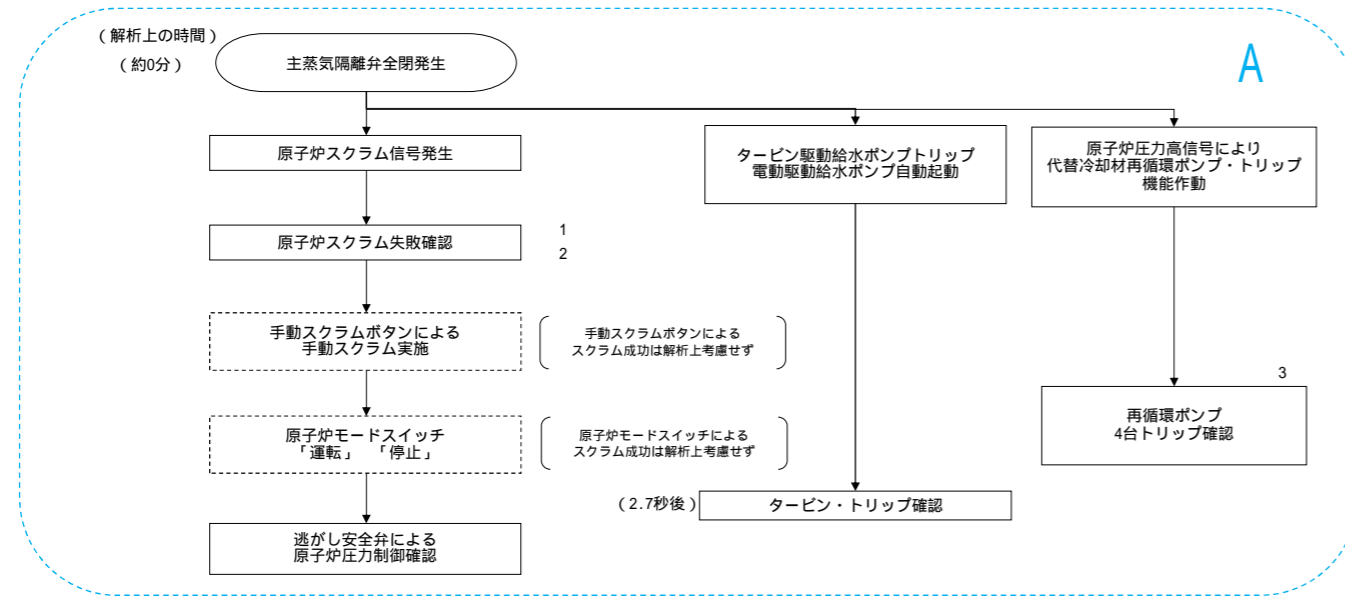 (解析上の時間)
(約0分)
主蒸気隔離弁全閉発生
A
原子炉スクラム信号発生
タービン駆動給水ポンプトリップ
電動駆動給水ポンプ自動起動
原子炉圧力高信号により
代替冷却材再循環ポンプ・トリップ
機能作動
原子炉スクラム失敗確認
1
2
手動スクラムボタンによる
手動スクラム実施
手動スクラムボタンによる
スクラム成功は解析上考慮せず
3
再循環ポンプ
4台トリップ確認
原子炉モードスイッチ
「運転」 「停止」
原子炉モードスイッチによる
スクラム成功は解析上考慮せず
(2.7秒後)
タービン・トリップ確認
逃がし安全弁による
原子炉圧力制御確認